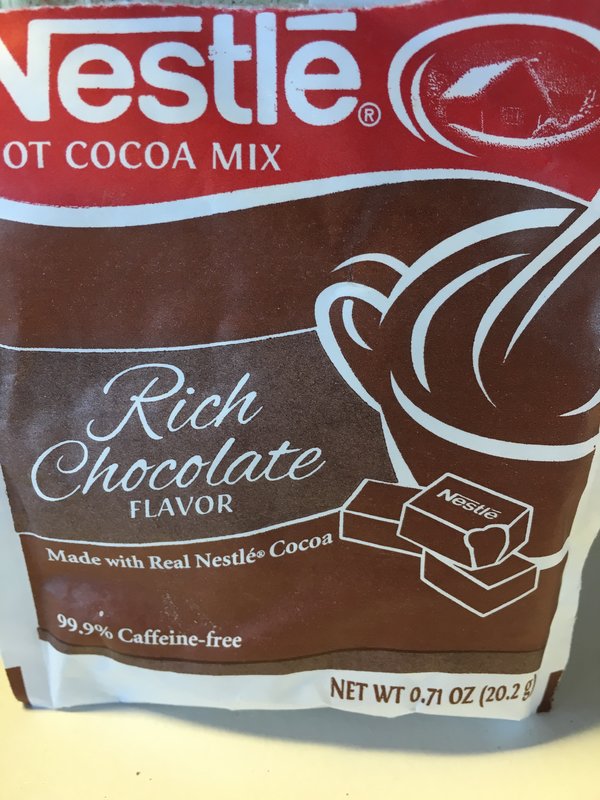 Nestlé®
OT COCOA MIX
Rich
Chocolate
FLAVOR
Nestlé
Made with Real Nestlé® Cocoa
99.9% Caffeine-free
NET WT 0.71 OZ (20.2 g)